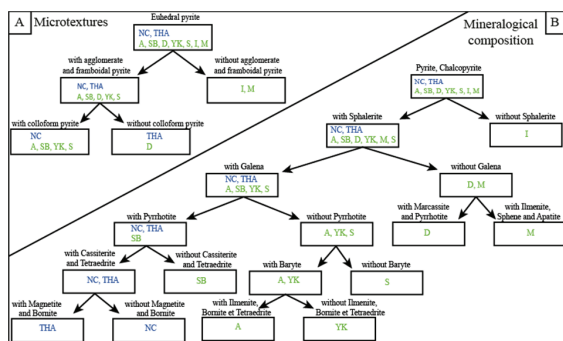 A
Microtextures
Euhedral pyrite
NC, THA
A, SB, D, YK, S, I, M
with agglomerate
and framboidal pyrite
NC, THA
A, SB, D, YK, S
without agglomerate
and framboidal pyrite
I, M
with colloform pyrite
NC
A, SB, YK, S
without colloform pyrite
THA
D
Mineralogical
composition
B
Pyrite, Chalcopyrite
NC, THA
A, SB, D, YK, S, I, M
with Sphalerite
NC, THA
A, SB, D, YK, M, S
without Sphalerite
I
with Galena
NC, THA
A, SB, YK, S
without Galena
D, M
with Marcassite
and Pyrrhotite
D
with Ilmenite,
Sphene and Apatite
M
with Pyrrhotite
NC, THA
SB
without Pyrrhotite
A, YK, S
with Cassiterite
and Tetraedrite
NC, THA
without Cassiterite
and Tetraedrite
SB
with Baryte
A, YK
without Baryte
S
with Magnetite
and Bornite
THA
without Magnetite
and Bornite
NC
with Ilmenite,
Bornite et Tetraedrite
A
without Ilmenite,
Bornite et Tetraedrite
YK